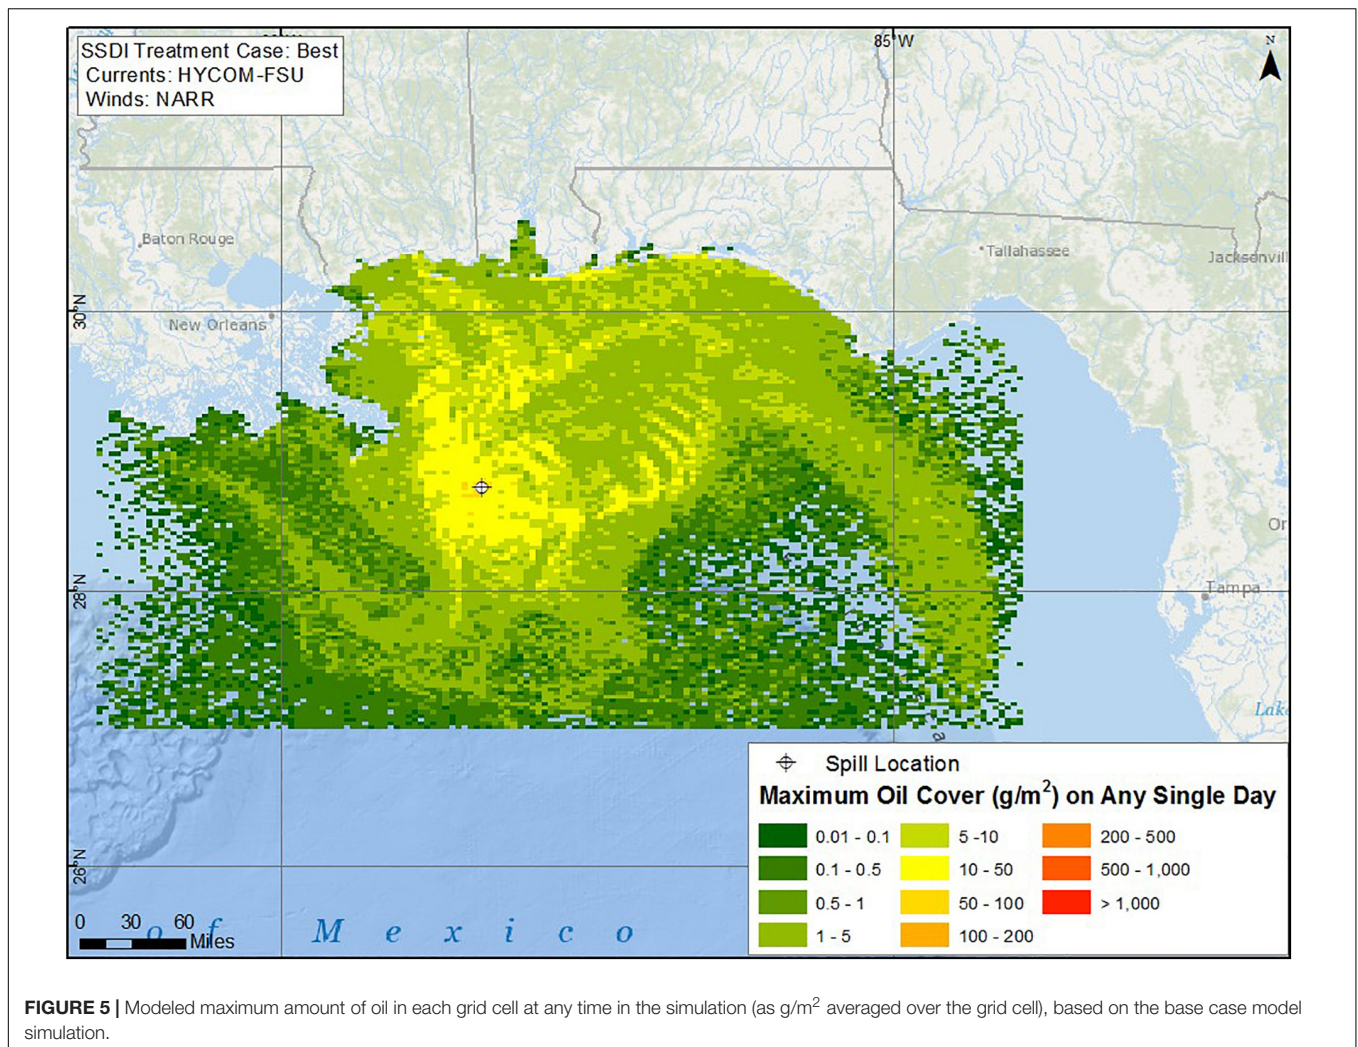 SSDI Treatment Case: Best
Currents: HYCOM-FSU
Winds: NARR
85°W
N
Baton Rouge
Tallahassee
Jacksonvill
30°N
New Orleans
Or
28°N
Tampa
Lake
a
Spill Location
Maximum Oil Cover (g/m2) on Any Single Day
0.01 - 0.1
5 -10
200 - 500
0.1 - 0.5
10 - 50
500 - 1,000
0.5 - 1
50 - 100
> 1,000
1 - 5
100 - 200
26°N
0 30 60
Miles
o f M e x i c o
FIGURE 5 | Modeled maximum amount of oil in each grid cell at any time in the simulation (as g/m2 averaged over the grid cell), based on the base case model
simulation.